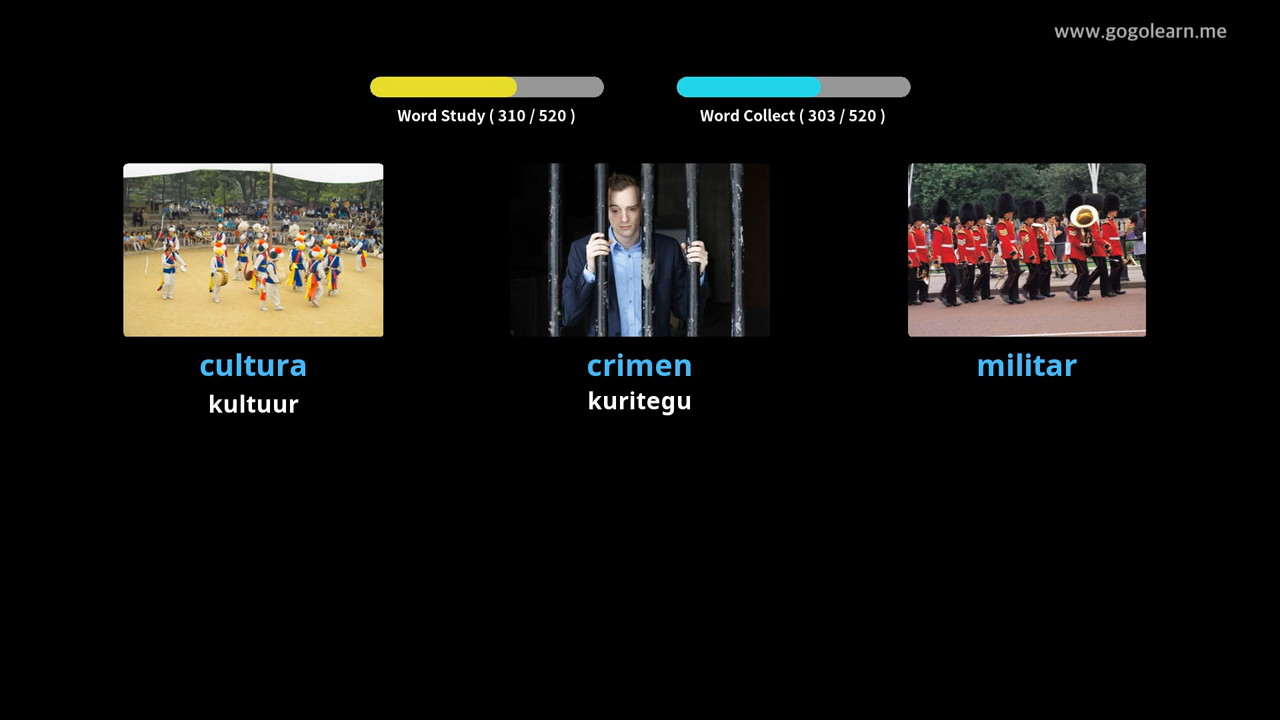 www.gogolearn.me
Word Study ( 310 / 520 )
Word Collect ( 303 / 520 )
cultura
kultuur
crimen
kuritegu
militar